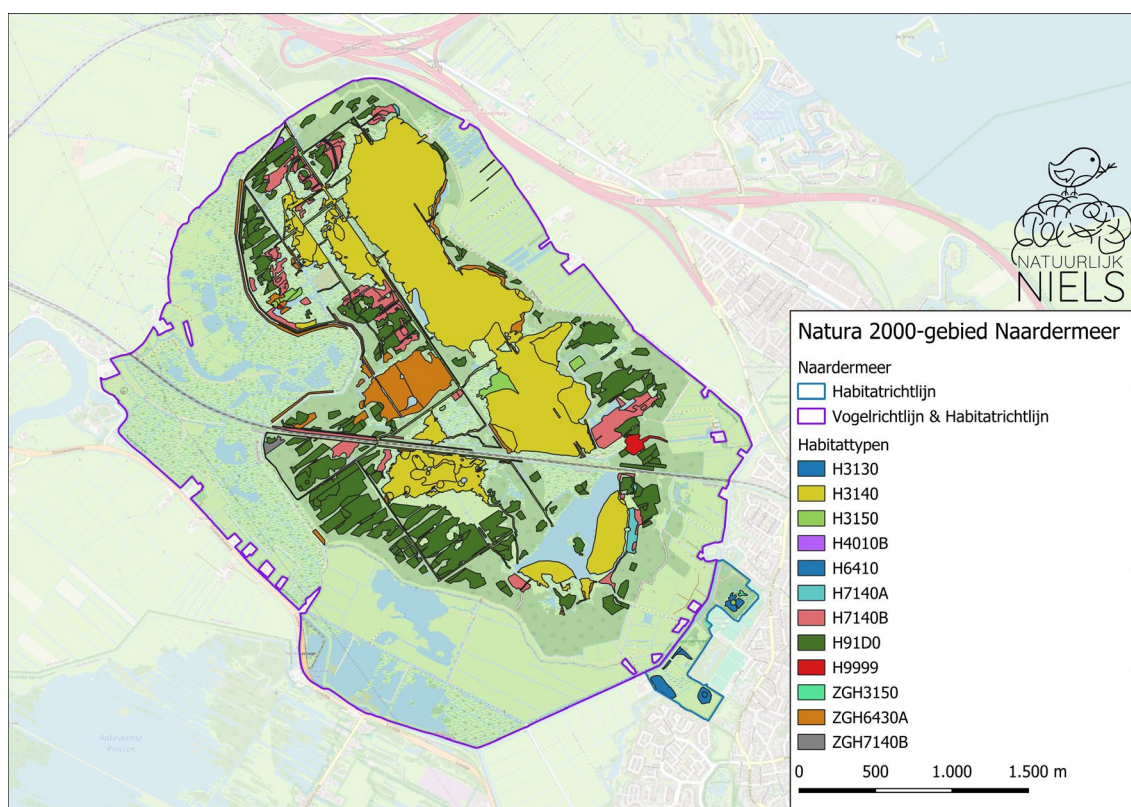 NATUURLIJK
NIELS
Natura 2000-gebied Naardermeer
Naardermeer
Habitatrichtlijn
Vogelrichtlijn & Habitatrichtlijn
Habitattypen
H3130
H3140
H3150
H4010B
H6410
H7140A
H7140B
H91D0
H9999
ZGH3150
ZGH6430A
ZGH7140B
0 500 1.000 1.500 m
Ankeveense
Plassen